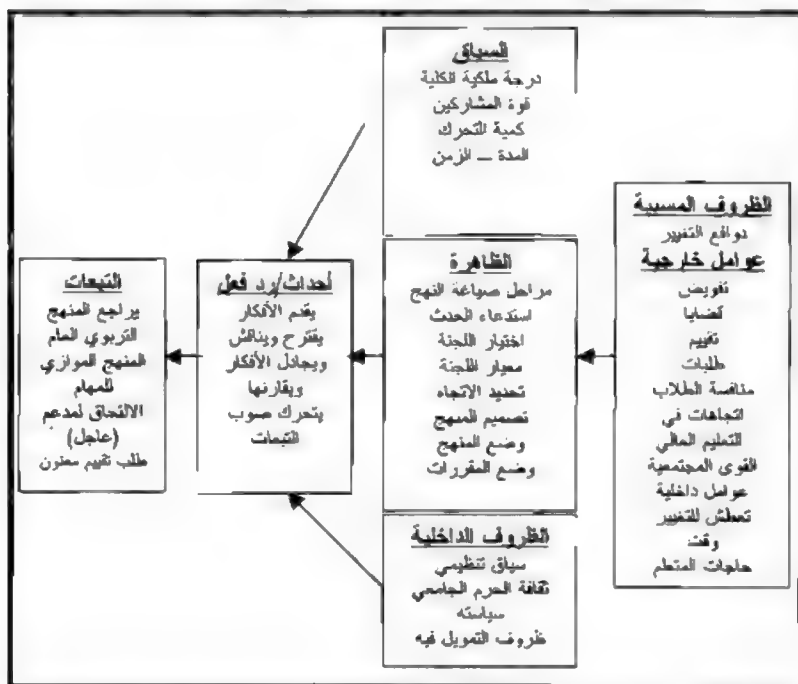 السياق
درجة ملكية الكلية
قوة المشاركين
كمية التحرك
المدة – الزمن
الظروف المسببة
دوافع التغيير
عوامل خارجية
تفويض
قضايا
تقييم
طلبات
منافسة الطلاب
اتجاهات في
التعليم العالي
القوى المجتمعية
عوامل داخلية
تعطش للتغيير
وقت
حاجات المتعلم
الظاهرة
مراحل صياغة النهج
استدعاء الحدث
اختيار اللجنة
معيار اللجنة
تحديد الاتجاه
تصميم المنهج
وضع المنهج
وضع المقررات
أحداث/رد فعل
يقدم الأفكار
يقترح ويناقش
ويجادل الأفكار
ويقارنها
يتحرك صوب
التبعات
التبعات
يراجع المنهج
التربوي العام
المنهج الموازي
للمهام
الالتحاق لمدعم
(عاجل)
طلب تقييم
الظروف الداخلية
سياق تنظيمي
ثقافة الحرم الجامعي
سياسته
ظروف التمويل فيه